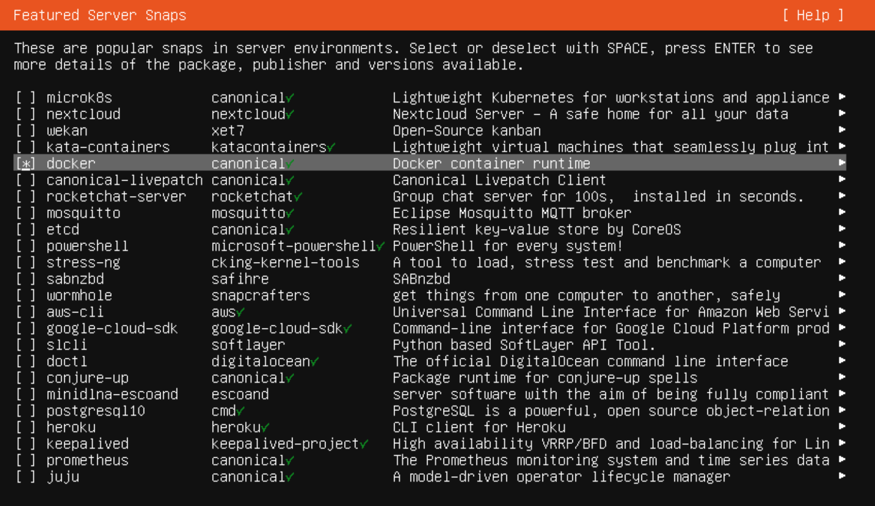 Featured Server Snaps [ Help ]
These are popular snaps in server environments. Select or deselect with SPACE, press ENTER to see
more details of the package, publisher and versions available.
[ ] microk8s canonical✓ Lightweight Kubernetes for workstations and appliance ►
[ ] nextcloud nextcloud✓ Nextcloud Server - A safe home for all your data ►
[ ] wekan xet7 Open-Source kanban ►
[ ] kata-containers katacontainers✓ Lightweight virtual machines that seamlessly plug int ►
[*] docker canonical✓ Docker container runtime ►
[ ] canonical-livepatch canonical✓ Canonical Livepatch Client ►
[ ] rocketchat-server rocketchat✓ Group chat server for 100s, installed in seconds. ►
[ ] mosquitto mosquitto✓ Eclipse Mosquitto MQTT broker ►
[ ] etcd canonical✓ Resilient key-value store by CoreOS ►
[ ] powershell microsoft-powershell✓ PowerShell for every system! ►
[ ] stress-ng cking-kernel-tools A tool to load, stress test and benchmark a computer ►
[ ] sabnzbd safihre SABnzbd ►
[ ] wormhole snapcrafters get things from one computer to another, safely ►
[ ] aws-cli aws✓ Universal Command Line Interface for Amazon Web Servi ►
[ ] google-cloud-sdk google-cloud-sdk✓ Command-line interface for Google Cloud Platform prod ►
[ ] slcli softlayer Python based SoftLayer API Tool. ►
[ ] doctl digitalocean✓ The official DigitalOcean command line interface ►
[ ] conjure-up canonical✓ Package runtime for conjure-up spells ►
[ ] minidlna-escoand escoand server software with the aim of being fully compliant ►
[ ] postgresql10 cmd✓ PostgreSQL is a powerful, open source object-relation ►
[ ] heroku heroku✓ CLI client for Heroku ►
[ ] keepalived keepalived-project✓ High availability VRRP/BFD and load-balancing for Lin ►
[ ] prometheus canonical✓ The Prometheus monitoring system and time series data ►
[ ] juju canonical✓ A model-driven operator lifecycle manager ►